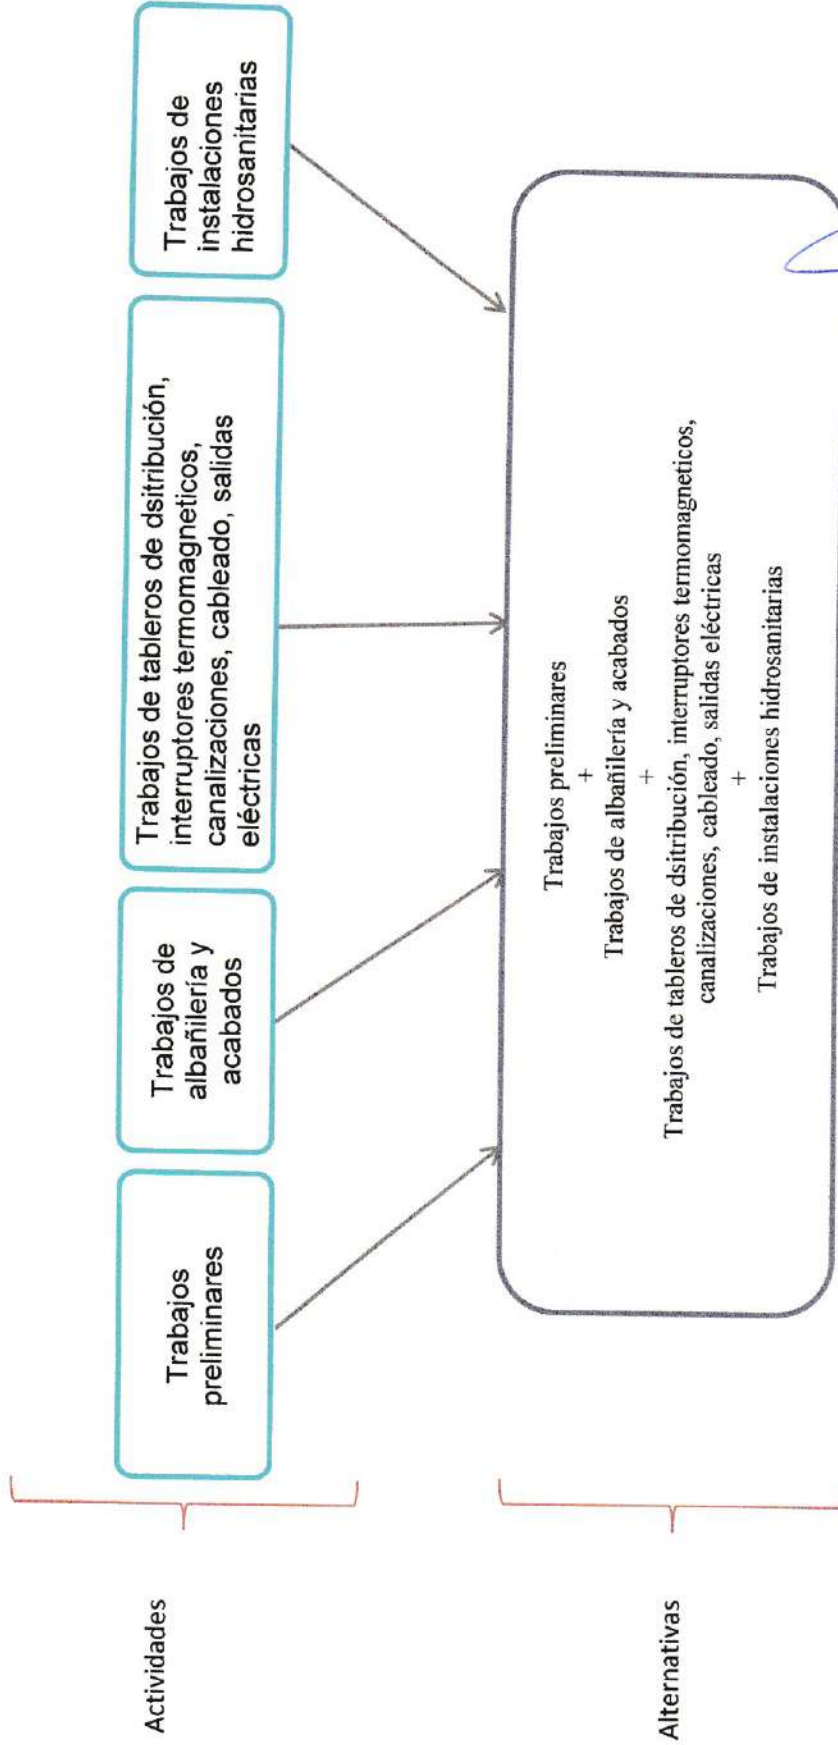 Actividades
Trabajos
preliminares
Trabajos de
albañilería y
acabados
Trabajos de tableros de dsitribución,
interruptores termomagneticos,
canalizaciones, cableado, salidas
eléctricas
Trabajos de
instalaciones
hidrosanitarias
Alternativas
Trabajos preliminares
+
Trabajos de albañilería y acabados
+
Trabajos de tableros de dsitribución, interruptores termomagneticos,
canalizaciones, cableado, salidas eléctricas
+
Trabajos de instalaciones hidrosanitarias